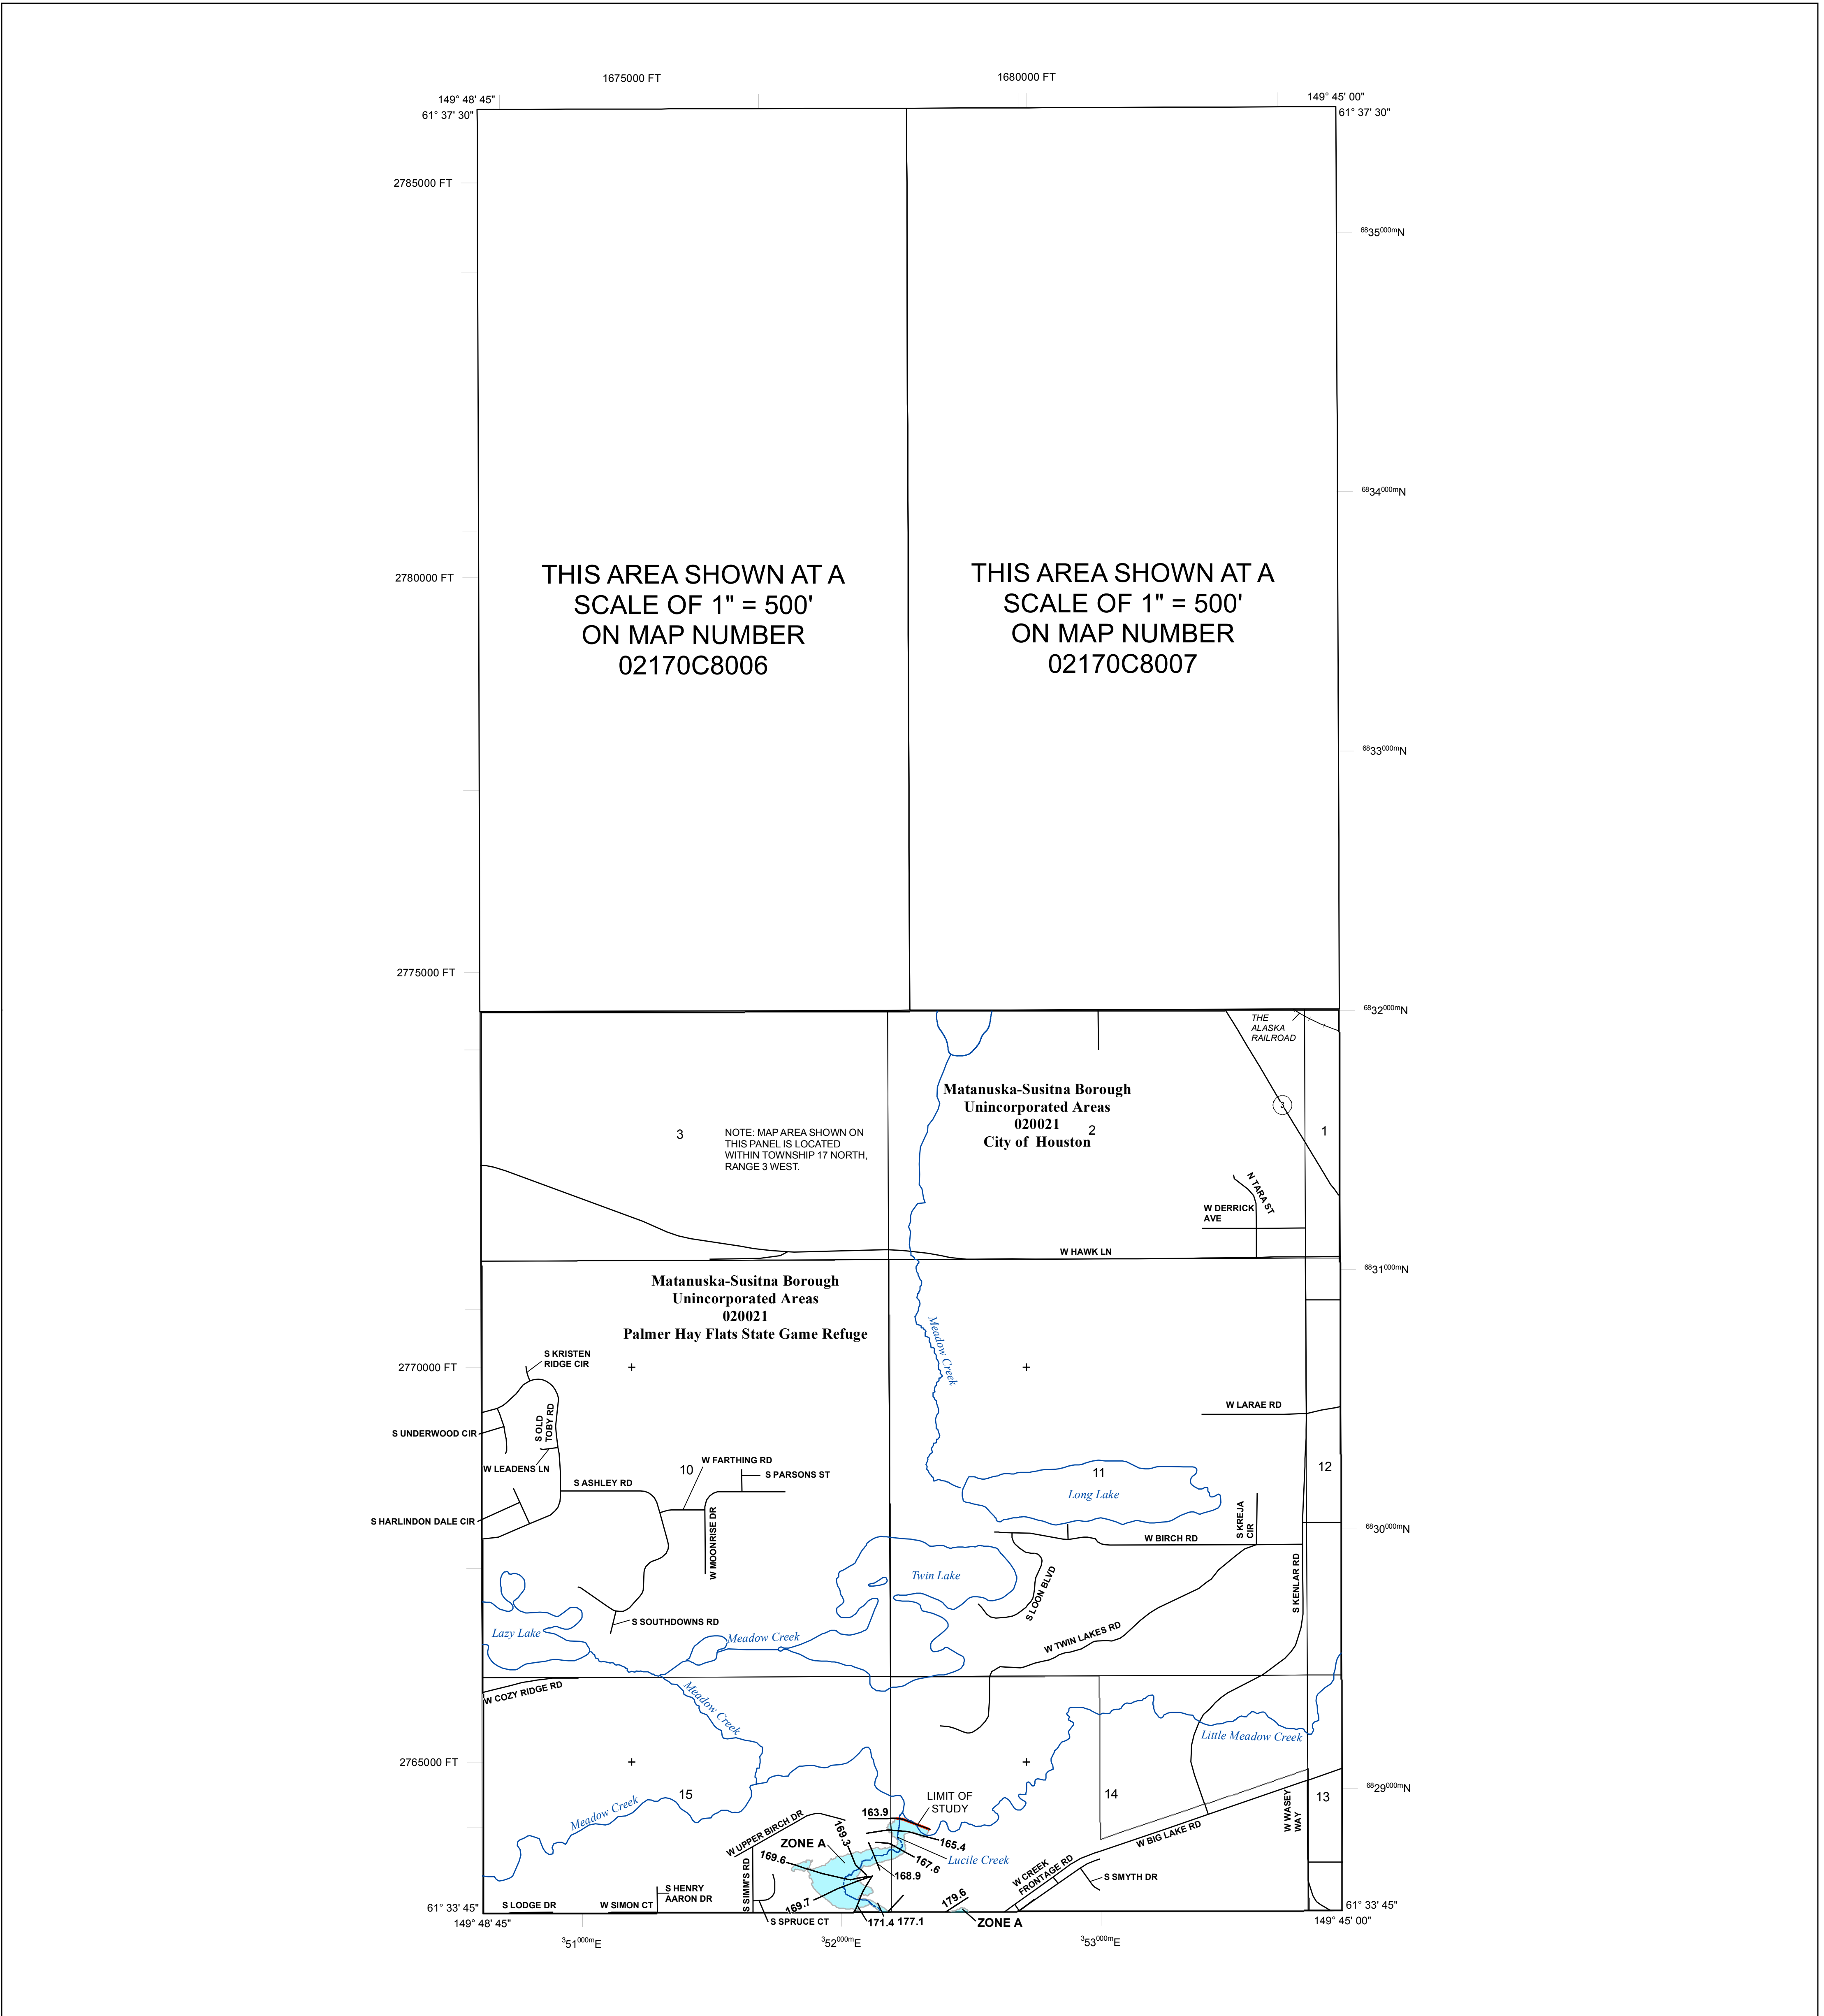 1675000 FT
1680000 FT
149° 48' 45"
149° 45' 00"
61° 37' 30"
61° 37' 30"
2785000 FT
6835000mN
6834000mN
THIS AREA SHOWN AT A
SCALE OF 1" = 500'
ON MAP NUMBER
02170C8006
THIS AREA SHOWN AT A
SCALE OF 1" = 500'
ON MAP NUMBER
02170C8007
2780000 FT
6833000mN
2775000 FT
6832000mN
THE
ALASKA
RAILROAD
3
Matanuska-Susitna Borough
Unincorporated Areas
020021
City of Houston
2
1
3
NOTE: MAP AREA SHOWN ON
THIS PANEL IS LOCATED
WITHIN TOWNSHIP 17 NORTH,
RANGE 3 WEST.
N TARA ST
W DERRICK
AVE
W HAWK LN
6831000mN
Matanuska-Susitna Borough
Unincorporated Areas
020021
Palmer Hay Flats State Game Refuge
Meadow Creek
S KRISTEN
RIDGE CIR
2770000 FT
W LARAE RD
S OLD
TOBY RD
S UNDERWOOD CIR
W LEADENS LN
10
W FARTHING RD
S PARSONS ST
S ASHLEY RD
11
12
Long Lake
S HARLINDON DALE CIR
W MOONRISE DR
S KREJA
CIR
W BIRCH RD
6830000mN
Twin Lake
S LOON BLVD
S KENLAR RD
S SOUTHDOWNS RD
Lazy Lake
Meadow Creek
W TWIN LAKES RD
W COZY RIDGE RD
Meadow Creek
Little Meadow Creek
2765000 FT
6829000mN
15
14
13
Meadow Creek
LIMIT OF
STUDY
163.9
W UPPER BIRCH DR
169.3
W WASEY
WAY
W BIG LAKE RD
ZONE A
165.4
169.6
167.6
Lucile Creek
168.9
W CREEK
FRONTAGE RD
S SMYTH DR
S SIMM'S RD
S HENRY
AARON DR
169.7
179.6
S LODGE DR
W SIMON CT
S SPRUCE CT
171.4
177.1
ZONE A
61° 33' 45"
61° 33' 45"
149° 48' 45"
149° 45' 00"
351000mE
352000mE
353000mE